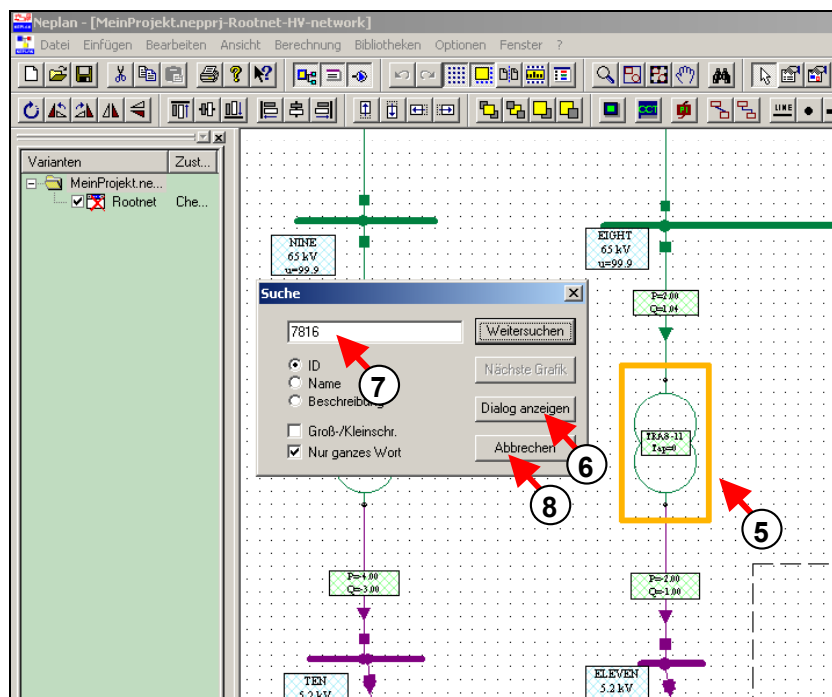 Neplan - [MeinProjekt.nepprj-Rootnet-HV-network]
Datei Einfügen Bearbeiten Ansicht Berechnung Bibliotheken Optionen Fenster ?
CCT
LINE
Varianten Zust...
MeinProjekt.ne...
Rootnet Che...
NINE
65 kV
u=99.9
EIGHT
65 kV
u=99.9
P=2.00
Q=1.04
Suche
7816
Weitersuchen
ID
Name
Beschreibung
Nächste Grafik
Dialog anzeigen
Groß-/Kleinschr.
Nur ganzes Wort
Abbrechen
7
6
8
5
TRA8-11
Tap=0
P=-4.00
Q=-3.00
P=-2.00
Q=-1.00
TEN
5.2 kV
ELEVEN
5.2 kV